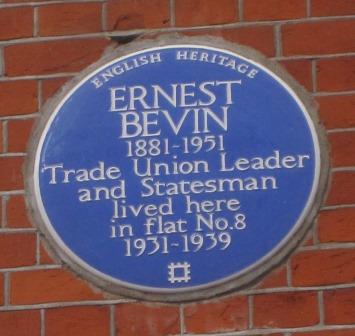 ENGLISH HERITAGE
ERNEST
BEVIN
1881-1951
Trade Union Leader
and Statesman
lived here
in flat No.8
1931-1939